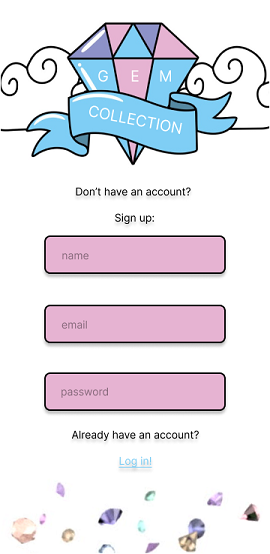 G E M
COLLECTION
Don't have an account?
Sign up:
name
email
password
Already have an account?
Log in!